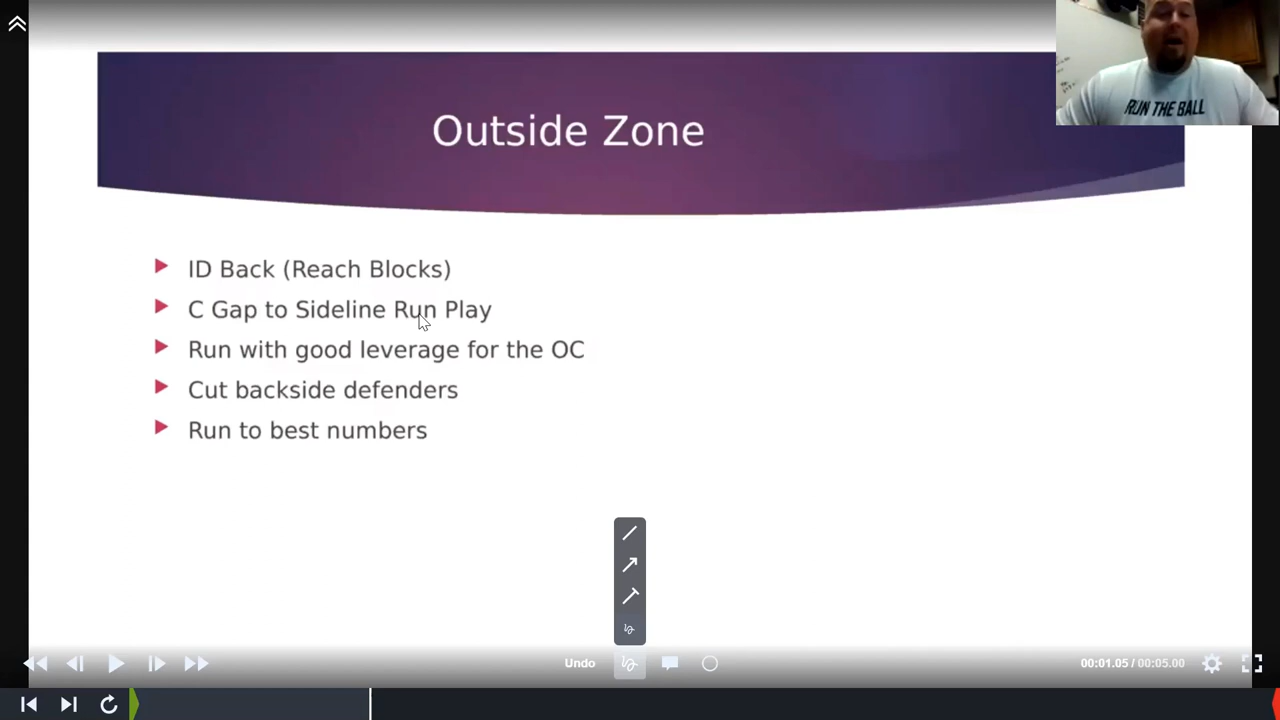 Outside Zone
RUN THE BALL
ID Back (Reach Blocks)
C Gap to Sideline Run Play
Run with good leverage for the OC
Cut backside defenders
Run to best numbers
Undo
00:01.05 / 00:05.00